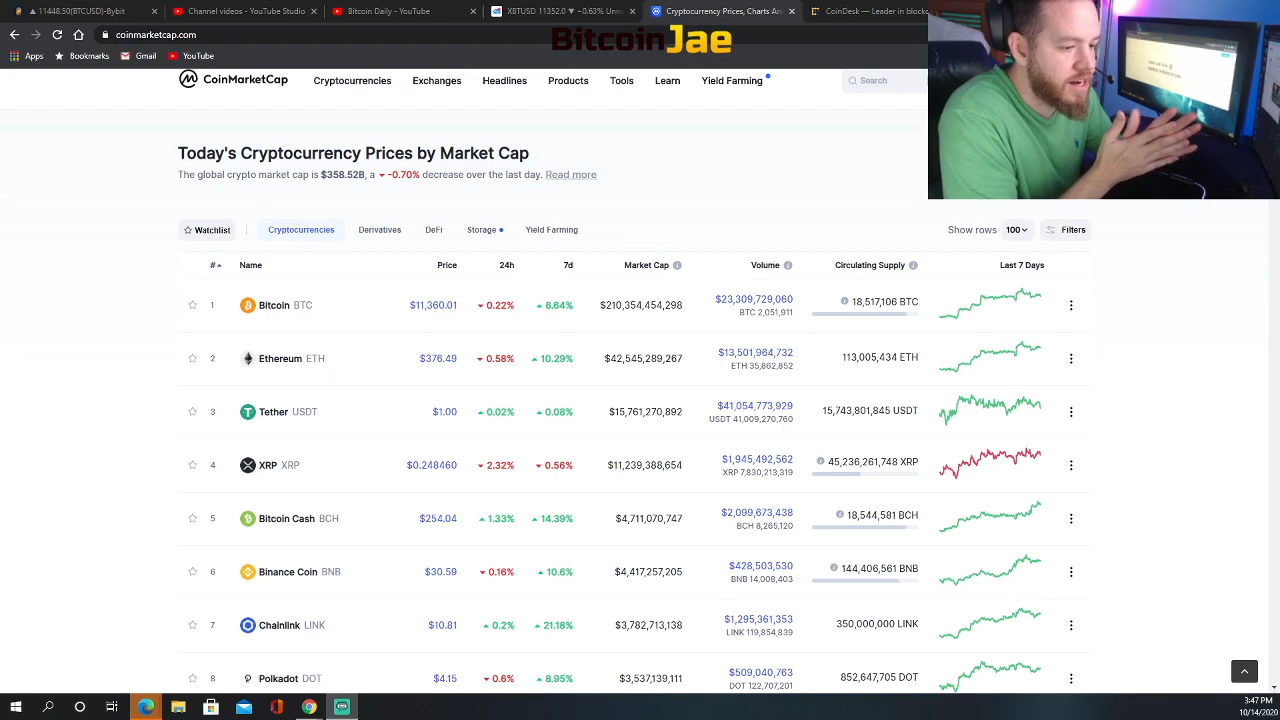 11448.50(BTCUSD)-Bybit
Channel videos - YouTube Studio
Bitcoin Daily - YouTube
XBTUSD 11352.0 ▼ −0.63% Unna
Cryptocurrency Prices, Charts An
CoinDesk — Leader in block
coinmarketcap.com
Apps
Bookmarks
Gmail
YouTube
BitcoinJae
CoinMarketCap
Cryptocurrencies
Exchanges
Headlines
Products
Tools
Learn
Yield Farming
Search
Today's Cryptocurrency Prices by Market Cap
The global crypto market cap is $358.52B, a -0.70% decrease over the last day. Read more
Watchlist
Cryptocurrencies
Derivatives
DeFi
Storage
Yield Farming
Show rows
100
Filters
# Name Price 24h 7d Market Cap Volume Circulating Supply Last 7 Days
1 Bitcoin BTC $11,360.01 0.22% 6.64% $210,354,454,298 $23,309,729,060 18,517,106 BTC
BTC 2,051,911
2 Ethereum ETH $376.49 0.58% 10.29% $42,545,289,267 $13,501,964,732 113,005,434 ETH
ETH 35,862,852
3 Tether USDT $1.00 0.02% 0.08% $15,761,270,892 $41,054,773,929 15,743,801,845 USDT
USDT 41,009,270,760
4 XRP XRP $0.248460 2.32% 0.56% $11,239,388,654 $1,945,492,562 45,236,261,748 XRP
XRP 7,830,213,319
5 Bitcoin Cash BCH $254.04 1.33% 14.39% $4,711,070,747 $2,099,673,438 18,544,581 BCH
BCH 8,265,120
6 Binance Coin BNB $30.59 0.16% 10.6% $4,417,257,205 $428,503,530 144,406,561 BNB
BNB 14,008,403
7 Chainlink LINK $10.81 0.2% 21.18% $3,782,713,138 $1,295,361,353 350,000,000 LINK
LINK 119,854,839
8 Polkadot DOT $4.15 0.6% 8.95% $3,537,139,111 $509,040,763 852,647,705 DOT
DOT 122,707,201
3:47 PM
10/14/2020